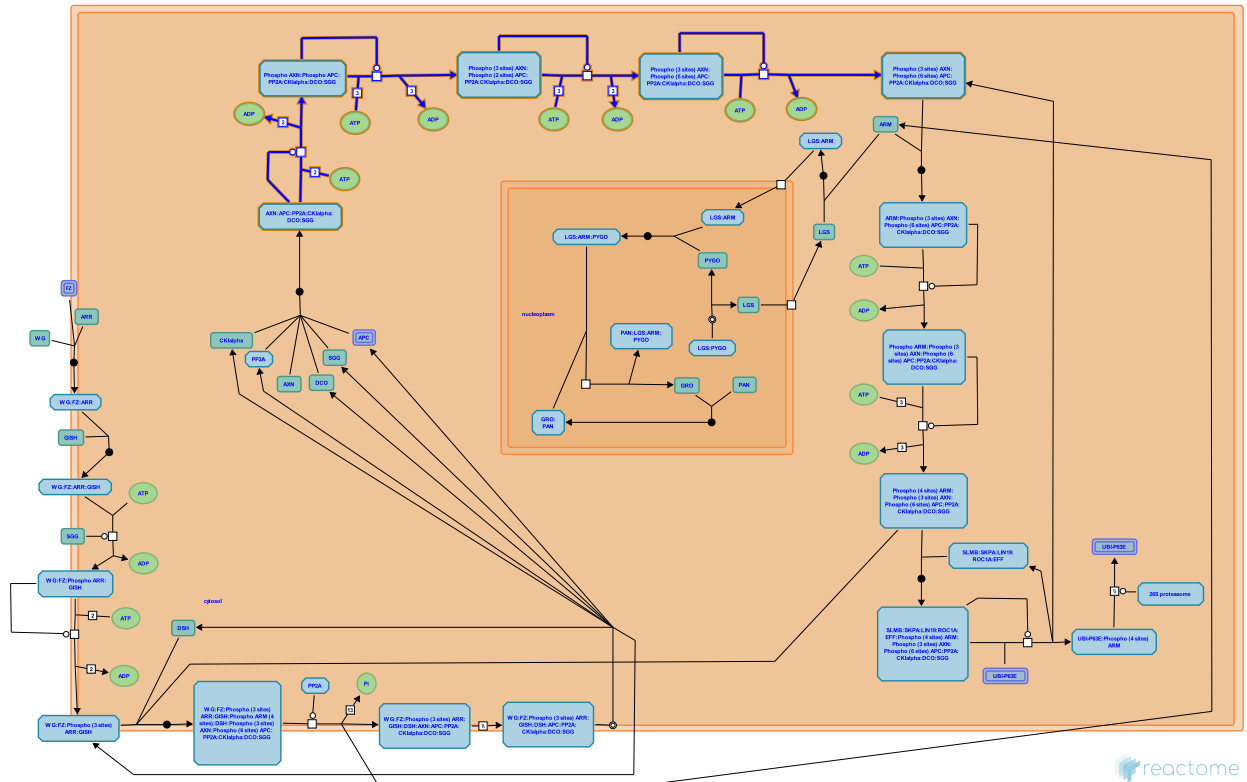 Phospho AXN:Phospho APC:
PP2A:CKIalpha:DCO:SGG
Phospho (3 sites) AXN:
Phospho (2 sites) APC:
PP2A:CKIalpha:DCO:SGG
Phospho (3 sites) AXN:
Phospho (5 sites) APC:
PP2A:CKIalpha:DCO:SGG
Phospho (3 sites) AXN:
Phospho (6 sites) APC:
PP2A:CKIalpha:DCO:SGG
3
3
3
3
ADP
2
ATP
ADP
ATP
ADP
ATP
ADP
ARM
LGS:ARM
2
ATP
AXN:APC:PP2A:CKIalpha:
DCO:SGG
LGS:ARM
LGS:ARM:PYGO
LGS
ARM:Phospho (3 sites) AXN:
Phospho (6 sites) APC:PP2A:
CKIalpha:DCO:SGG
PYGO
ATP
FZ
LGS
ADP
nucleoplasm
ARR
WG
CKIalpha
APC
PAN:LGS:ARM:
PYGO
LGS:PYGO
PP2A
SGG
Phospho ARM:Phospho (3
sites) AXN:Phospho (6
sites) APC:PP2A:CKIalpha:
DCO:SGG
AXN
DCO
GRO
PAN
ATP
3
WG:FZ:ARR
GRO:
PAN
GISH
3
ADP
WG:FZ:ARR:GISH
ATP
Phospho (4 sites) ARM:
Phospho (3 sites) AXN:
Phospho (6 sites) APC:PP2A:
CKIalpha:DCO:SGG
SGG
ADP
SLMB:SKPA:LIN19:
ROC1A:EFF
UBI-P63E
WG:FZ:Phospho ARR:
GISH
9
26S proteasome
cytosol
2
ATP
DSH
SLMB:SKPA:LIN19:ROC1A:
EFF:Phospho (4 sites) ARM:
Phospho (3 sites) AXN:
Phospho (6 sites) APC:PP2A:
CKIalpha:DCO:SGG
UBI-P63E:Phospho (4 sites)
ARM
2
ADP
UBI-P63E
PP2A
Pi
13
WG:FZ:Phospho (3 sites)
ARR:GISH
WG:FZ:Phospho (3 sites)
ARR:GISH:Phospho ARM (4
sites):DSH:Phospho (3 sites)
AXN:Phospho (6 sites) APC:
PP2A:CKIalpha:DCO:SGG
WG:FZ:Phospho (3 sites) ARR:
GISH:DSH:AXN:APC:PP2A:
CKIalpha:DCO:SGG
WG:FZ:Phospho (3 sites) ARR:
GISH:DSH:APC:PP2A:
CKIalpha:DCO:SGG
reactome